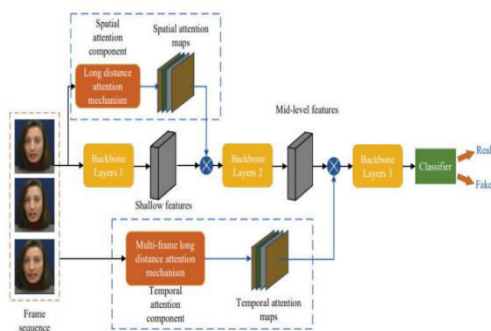 Spatial
attention
component
Spatial attention
maps
Long distance
attention
mechanism
Mid-level features
Backbone
Layers 1
Backbone
Layers 2
Backbone
Layers 3
Classifier
Real
Fake
Shallow features
Multi-frame long
distance attention
mechanism
Temporal
attention
component
Temporal attention
maps
Frame
sequence